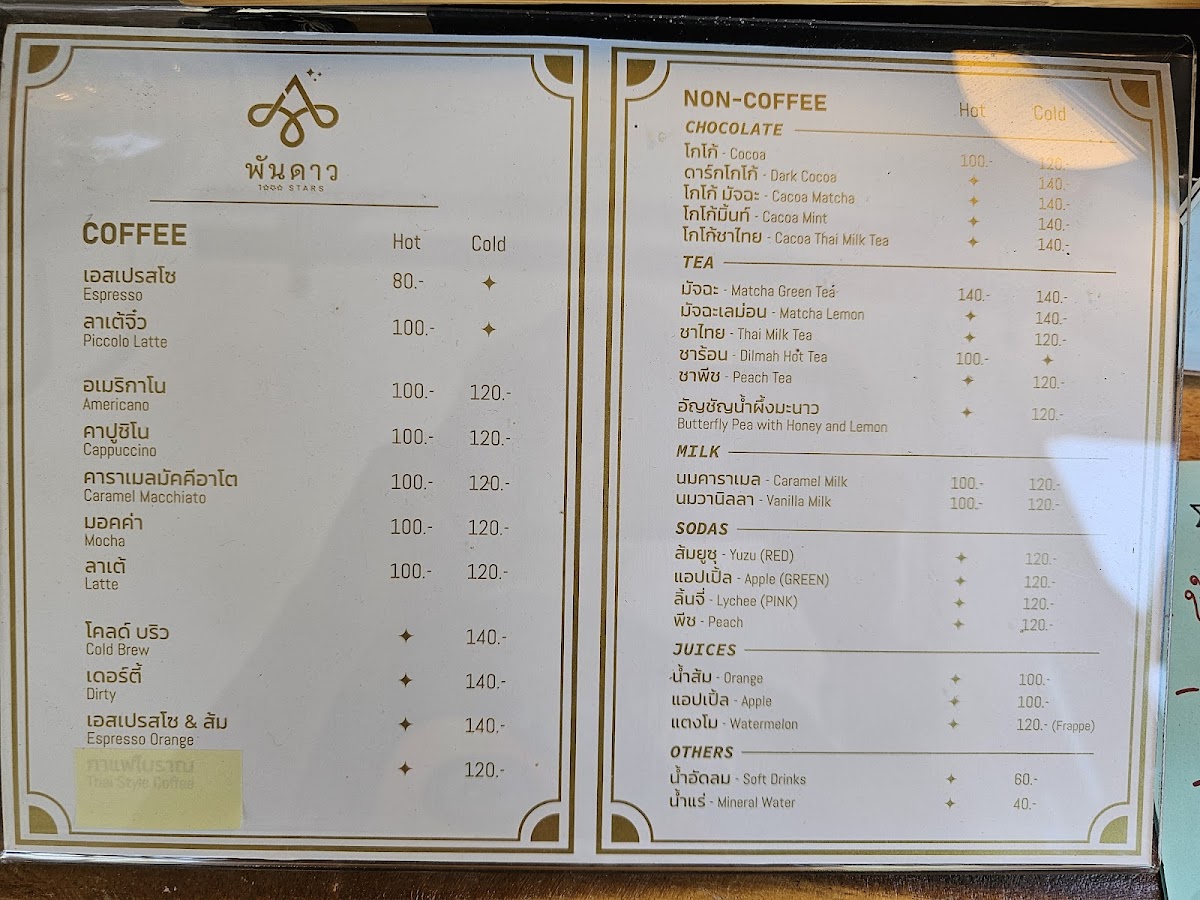 พันดาว
1000 STARS
COFFEE Hot Cold
เอสเปรสโซ
Espresso 80.-
ลาเต้จิ๋ว
Piccolo Latte 100.-
อเมริกาโน
Americano 100.- 120.-
คาปูชิโน
Cappuccino 100.- 120.-
คาราเมลมัคคีอาโต
Caramel Macchiato 100.- 120.-
มอคค่า
Mocha 100.- 120.-
ลาเต้
Latte 100.- 120.-
โคลด์ บริว
Cold Brew 140.-
เดอร์ตี้
Dirty 140.-
เอสเปรสโซ & ส้ม
Espresso Orange 140.-
กาแฟโบราณ
Thai Style Coffee 120.-
NON-COFFEE Hot Cold
CHOCOLATE
โกโก้ - Cocoa 100.- 120.-
ดาร์กโกโก้ - Dark Cocoa 140.-
โกโก้ มัจฉะ - Cacoa Matcha 140.-
โกโก้มิ้นท์ - Cacoa Mint 140.-
โกโก้ชาไทย - Cacoa Thai Milk Tea 140.-
TEA
มัจฉะ - Matcha Green Tea 140.- 140.-
มัจฉะเลม่อน - Matcha Lemon 140.-
ชาไทย - Thai Milk Tea 120.-
ชาร้อน - Dilmah Hot Tea 100.-
ชาพีช - Peach Tea 120.-
อัญชัญน้ำผึ้งมะนาว
Butterfly Pea with Honey and Lemon 120.-
MILK
นมคาราเมล - Caramel Milk 100.- 120.-
นมวานิลลา - Vanilla Milk 100.- 120.-
SODAS
ส้มยูซุ - Yuzu (RED) 120.-
แอปเปิ้ล - Apple (GREEN) 120.-
ลิ้นจี่ - Lychee (PINK) 120.-
พีช - Peach 120.-
JUICES
น้ำส้ม - Orange 100.-
แอปเปิ้ล - Apple 100.-
แตงโม - Watermelon 120.- (Frappe)
OTHERS
น้ำอัดลม - Soft Drinks 60.-
น้ำแร่ - Mineral Water 40.-